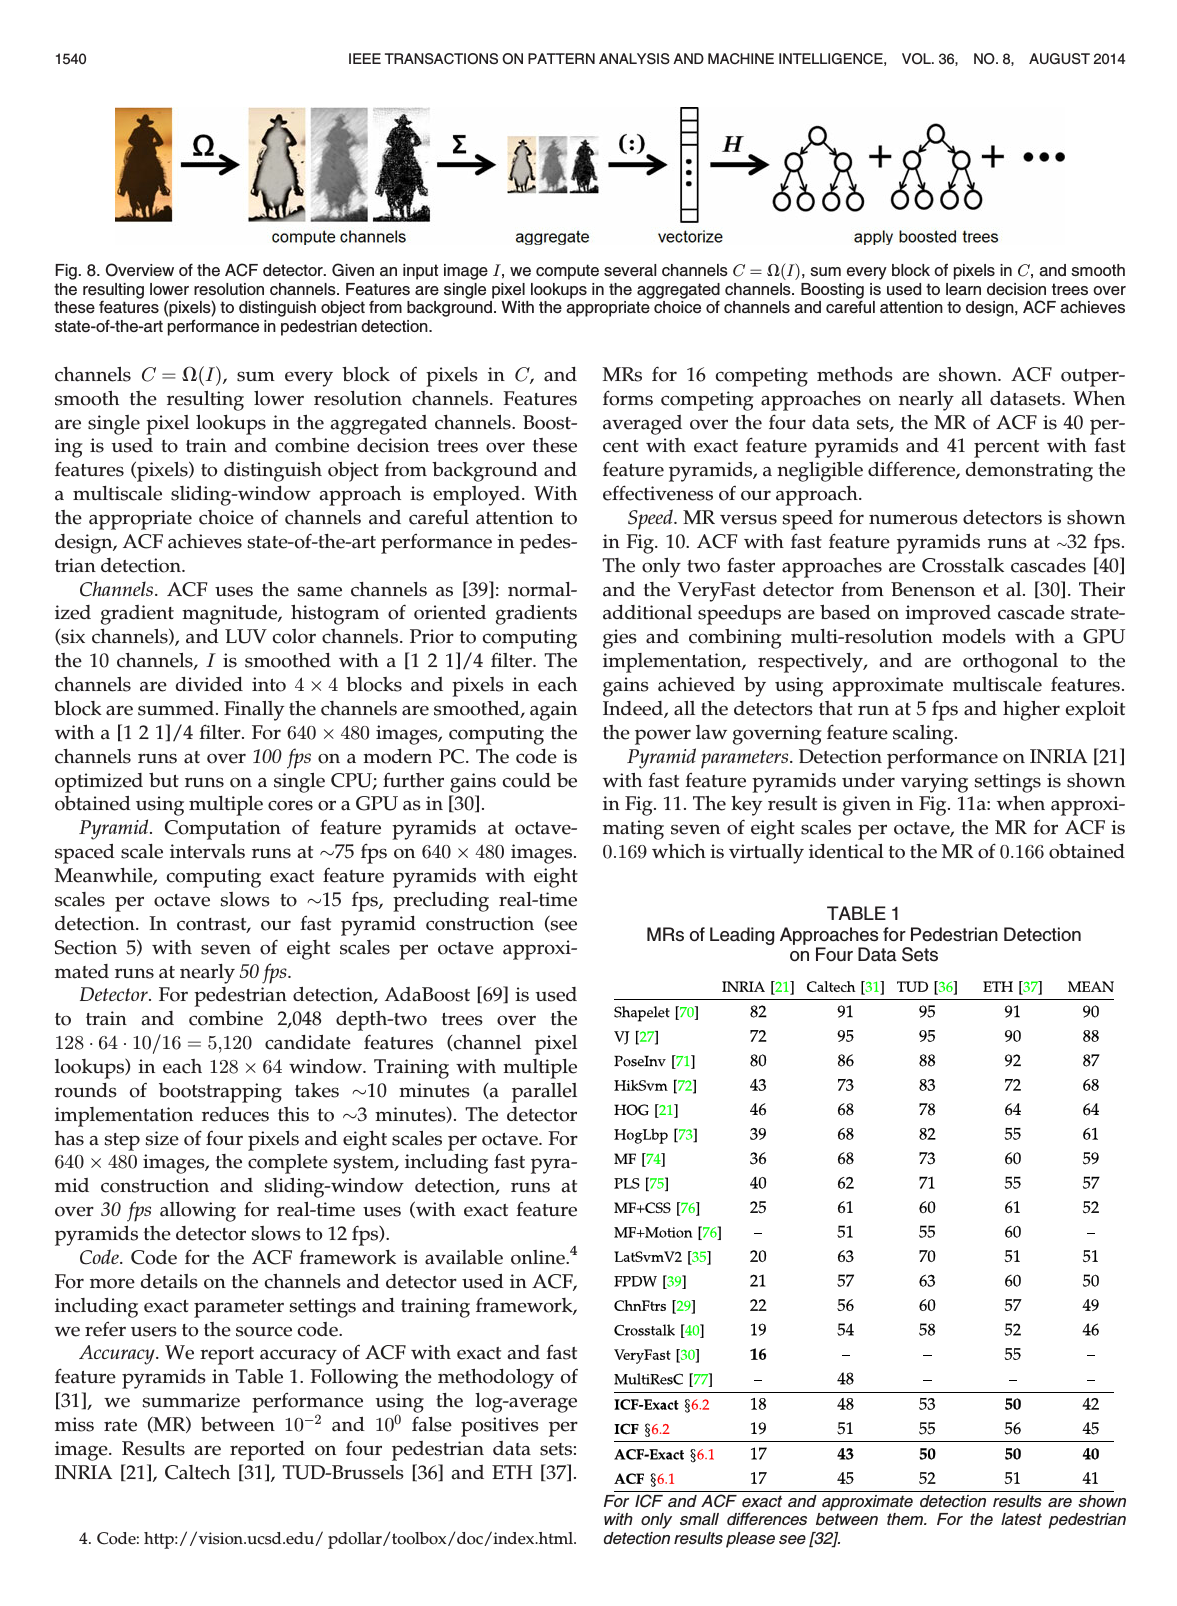 1540
IEEE TRANSACTIONS ON PATTERN ANALYSIS AND MACHINE INTELLIGENCE, VOL. 36, NO. 8, AUGUST 2014
Ω Σ (:) H + + •••
compute channels aggregate vectorize apply boosted trees
Fig. 8. Overview of the ACF detector. Given an input image I, we compute several channels C = Ω(I), sum every block of pixels in C, and smooth
the resulting lower resolution channels. Features are single pixel lookups in the aggregated channels. Boosting is used to learn decision trees over
these features (pixels) to distinguish object from background. With the appropriate choice of channels and careful attention to design, ACF achieves
state-of-the-art performance in pedestrian detection.
channels C = Ω(I), sum every block of pixels in C, and
smooth the resulting lower resolution channels. Features
are single pixel lookups in the aggregated channels. Boost-
ing is used to train and combine decision trees over these
features (pixels) to distinguish object from background and
a multiscale sliding-window approach is employed. With
the appropriate choice of channels and careful attention to
design, ACF achieves state-of-the-art performance in pedes-
trian detection.
Channels. ACF uses the same channels as [39]: normal-
ized gradient magnitude, histogram of oriented gradients
(six channels), and LUV color channels. Prior to computing
the 10 channels, I is smoothed with a [1 2 1]/4 filter. The
channels are divided into 4 × 4 blocks and pixels in each
block are summed. Finally the channels are smoothed, again
with a [1 2 1]/4 filter. For 640 × 480 images, computing the
channels runs at over 100 fps on a modern PC. The code is
optimized but runs on a single CPU; further gains could be
obtained using multiple cores or a GPU as in [30].
Pyramid. Computation of feature pyramids at octave-
spaced scale intervals runs at ∼75 fps on 640 × 480 images.
Meanwhile, computing exact feature pyramids with eight
scales per octave slows to ∼15 fps, precluding real-time
detection. In contrast, our fast pyramid construction (see
Section 5) with seven of eight scales per octave approxi-
mated runs at nearly 50 fps.
Detector. For pedestrian detection, AdaBoost [69] is used
to train and combine 2,048 depth-two trees over the
128 · 64 · 10/16 = 5,120 candidate features (channel pixel
lookups) in each 128 × 64 window. Training with multiple
rounds of bootstrapping takes ∼10 minutes (a parallel
implementation reduces this to ∼3 minutes). The detector
has a step size of four pixels and eight scales per octave. For
640 × 480 images, the complete system, including fast pyra-
mid construction and sliding-window detection, runs at
over 30 fps allowing for real-time uses (with exact feature
pyramids the detector slows to 12 fps).
Code. Code for the ACF framework is available online.⁴
For more details on the channels and detector used in ACF,
including exact parameter settings and training framework,
we refer users to the source code.
Accuracy. We report accuracy of ACF with exact and fast
feature pyramids in Table 1. Following the methodology of
[31], we summarize performance using the log-average
miss rate (MR) between 10⁻² and 10⁰ false positives per
image. Results are reported on four pedestrian data sets:
INRIA [21], Caltech [31], TUD-Brussels [36] and ETH [37].
4. Code: http://vision.ucsd.edu/ pdollar/toolbox/doc/index.html.
MRs for 16 competing methods are shown. ACF outper-
forms competing approaches on nearly all datasets. When
averaged over the four data sets, the MR of ACF is 40 per-
cent with exact feature pyramids and 41 percent with fast
feature pyramids, a negligible difference, demonstrating the
effectiveness of our approach.
Speed. MR versus speed for numerous detectors is shown
in Fig. 10. ACF with fast feature pyramids runs at ~32 fps.
The only two faster approaches are Crosstalk cascades [40]
and the VeryFast detector from Benenson et al. [30]. Their
additional speedups are based on improved cascade strate-
gies and combining multi-resolution models with a GPU
implementation, respectively, and are orthogonal to the
gains achieved by using approximate multiscale features.
Indeed, all the detectors that run at 5 fps and higher exploit
the power law governing feature scaling.
Pyramid parameters. Detection performance on INRIA [21]
with fast feature pyramids under varying settings is shown
in Fig. 11. The key result is given in Fig. 11a: when approxi-
mating seven of eight scales per octave, the MR for ACF is
0.169 which is virtually identical to the MR of 0.166 obtained
TABLE 1
MRs of Leading Approaches for Pedestrian Detection
on Four Data Sets
INRIA [21] Caltech [31] TUD [36] ETH [37] MEAN
Shapelet [70] 82 91 95 91 90
VJ [27] 72 95 95 90 88
PoseInv [71] 80 86 88 92 87
HikSvm [72] 43 73 83 72 68
HOG [21] 46 68 78 64 64
HogLbp [73] 39 68 82 55 61
MF [74] 36 68 73 60 59
PLS [75] 40 62 71 55 57
MF+CSS [76] 25 61 60 61 52
MF+Motion [76] – 51 55 60 –
LatSvmV2 [35] 20 63 70 51 51
FPDW [39] 21 57 63 60 50
ChnFtrs [29] 22 56 60 57 49
Crosstalk [40] 19 54 58 52 46
VeryFast [30] 16 – – 55 –
MultiResC [77] – 48 – – –
ICF-Exact §6.2 18 48 53 50 42
ICF §6.2 19 51 55 56 45
ACF-Exact §6.1 17 43 50 50 40
ACF §6.1 17 45 52 51 41
For ICF and ACF exact and approximate detection results are shown
with only small differences between them. For the latest pedestrian
detection results please see [32].